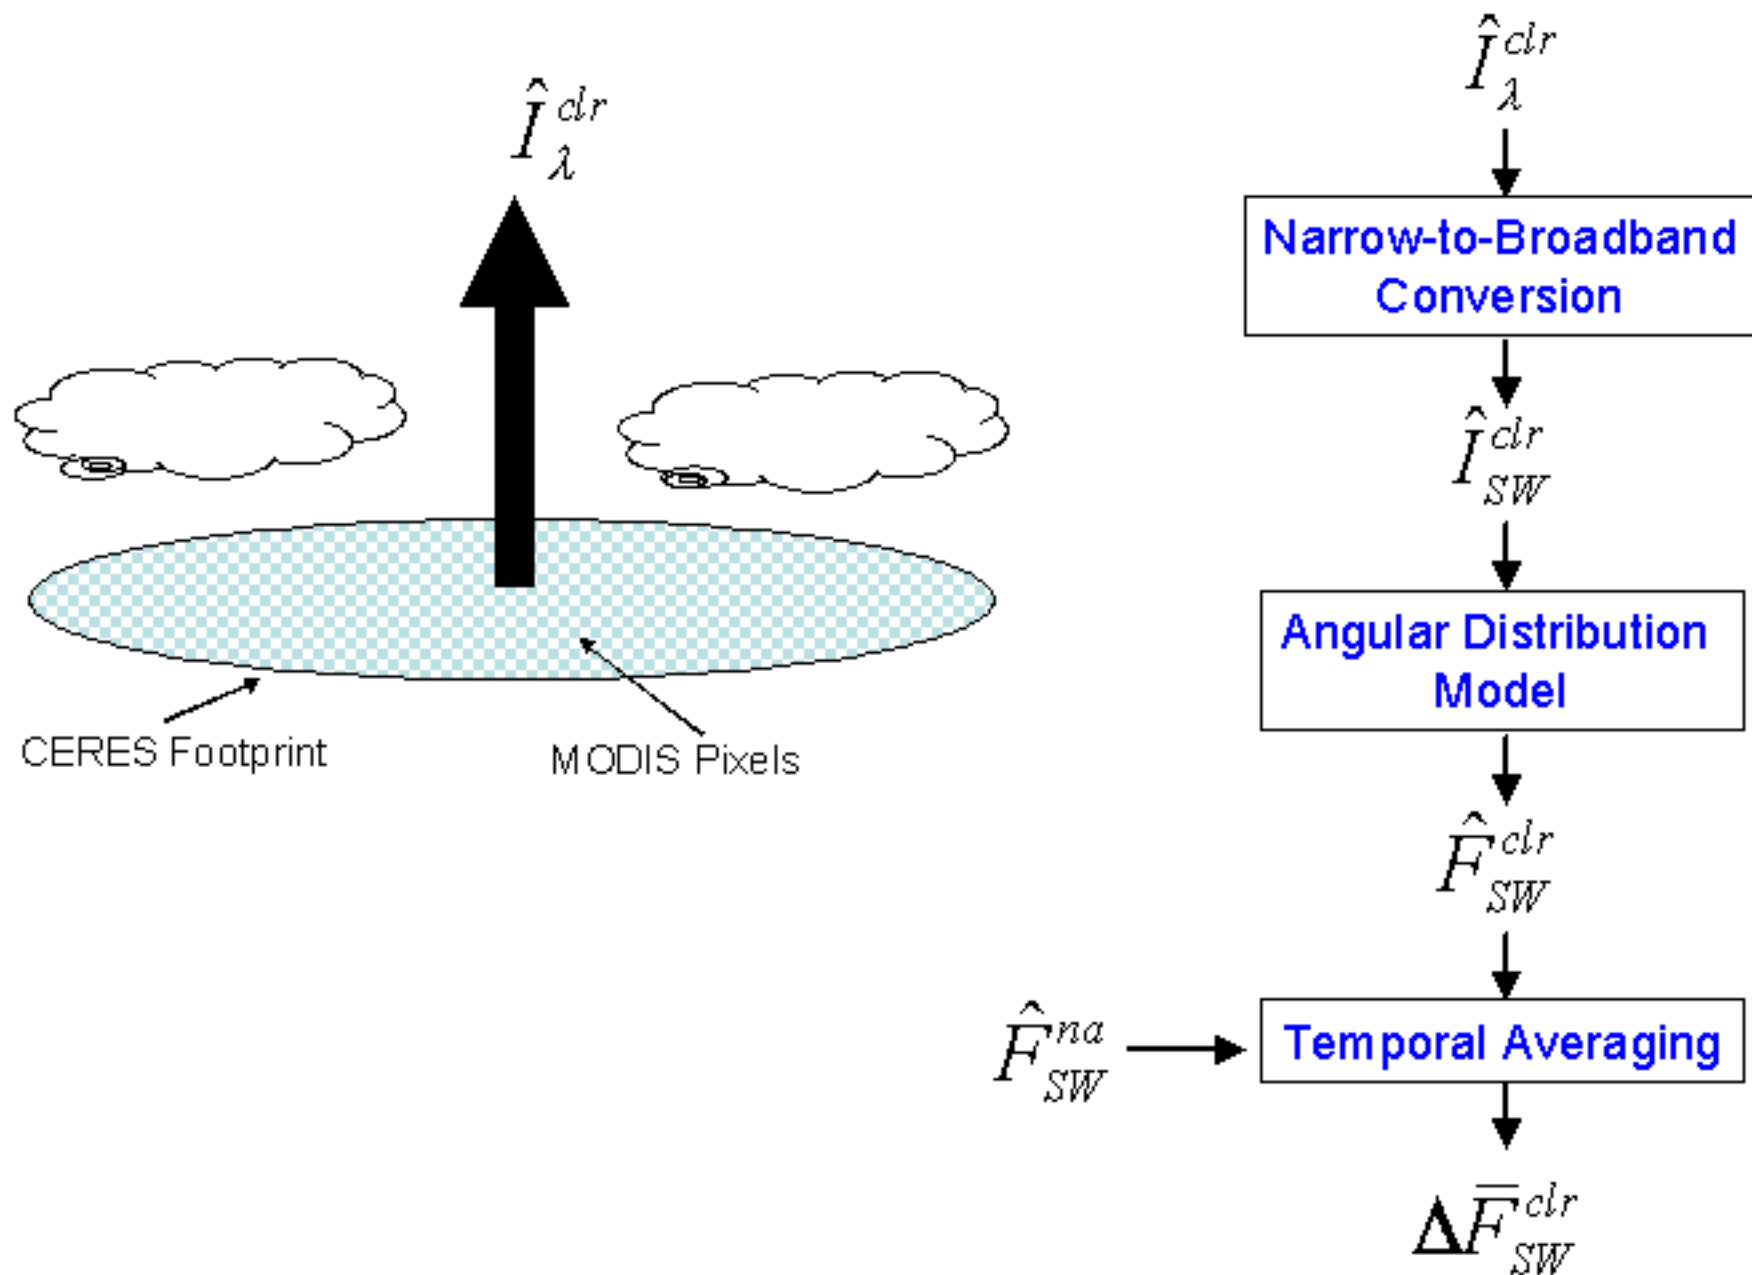 Î_λ^clr
CERES Footprint
MODIS Pixels
Î_λ^clr
Narrow-to-Broadband
Conversion
Î_SW^clr
Angular Distribution
Model
F̂_SW^clr
F̂_SW^na
Temporal Averaging
ΔF̅_SW^clr